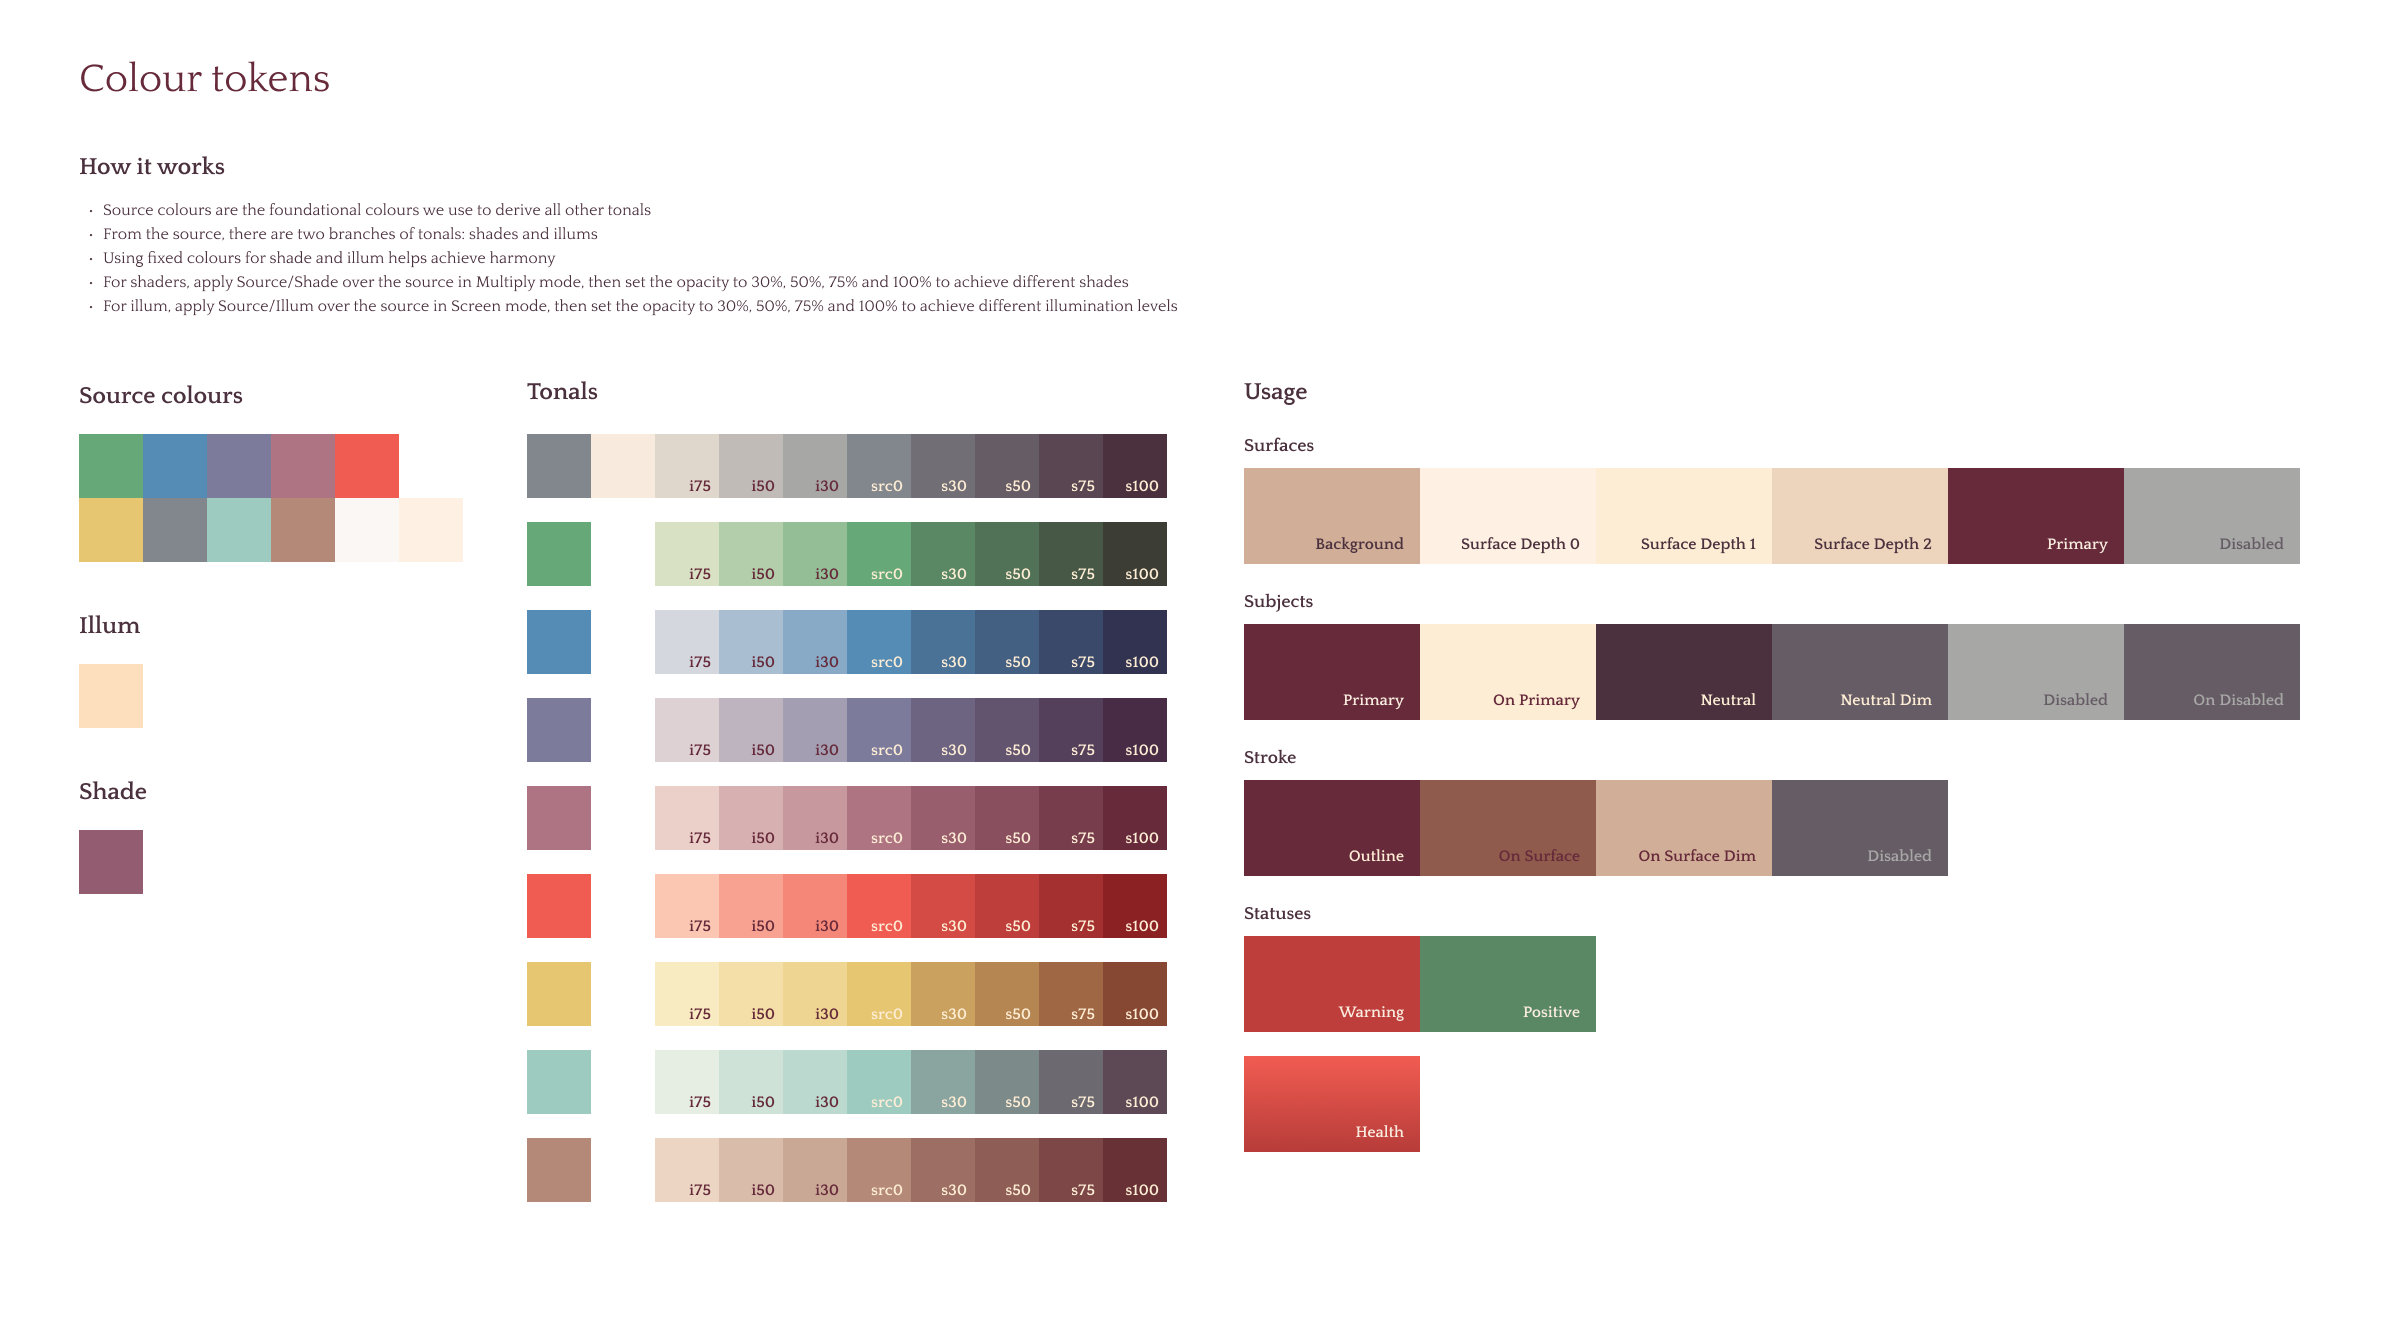 Colour tokens
How it works
• Source colours are the foundational colours we use to derive all other tonals
• From the source, there are two branches of tonals: shades and illums
• Using fixed colours for shade and illum helps achieve harmony
• For shaders, apply Source/Shade over the source in Multiply mode, then set the opacity to 30%, 50%, 75% and 100% to achieve different shades
• For illum, apply Source/Illum over the source in Screen mode, then set the opacity to 30%, 50%, 75% and 100% to achieve different illumination levels
Source colours
Illum
Shade
Tonals
i75 i50 i30 src0 s30 s50 s75 s100
i75 i50 i30 src0 s30 s50 s75 s100
i75 i50 i30 src0 s30 s50 s75 s100
i75 i50 i30 src0 s30 s50 s75 s100
i75 i50 i30 src0 s30 s50 s75 s100
i75 i50 i30 src0 s30 s50 s75 s100
i75 i50 i30 src0 s30 s50 s75 s100
i75 i50 i30 src0 s30 s50 s75 s100
i75 i50 i30 src0 s30 s50 s75 s100
Usage
Surfaces
Background Surface Depth 0 Surface Depth 1 Surface Depth 2 Primary Disabled
Subjects
Primary On Primary Neutral Neutral Dim Disabled On Disabled
Stroke
Outline On Surface On Surface Dim Disabled
Statuses
Warning Positive
Health